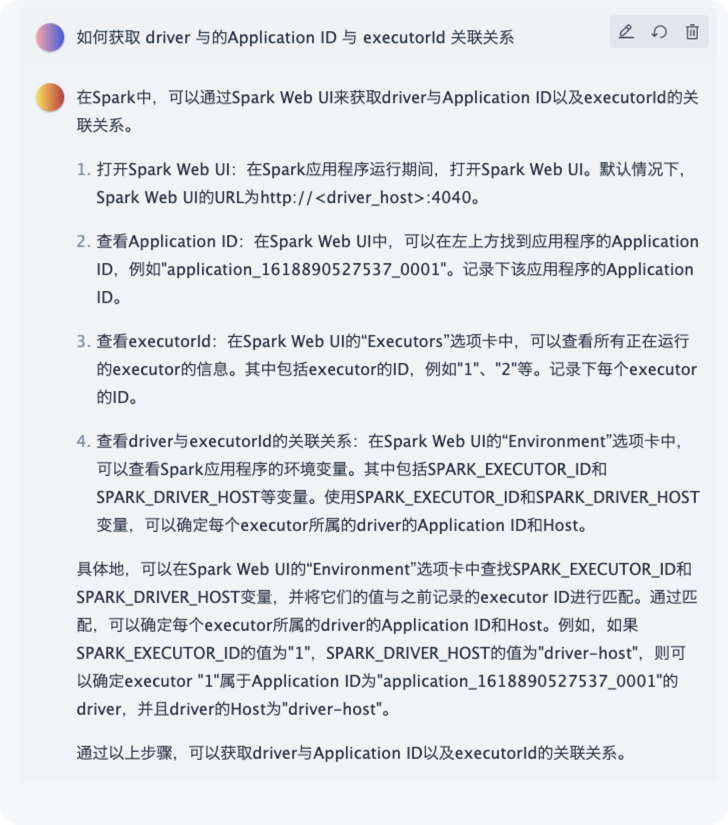 如何获取 driver 与的Application ID 与 executorId 关联关系
在Spark中，可以通过Spark Web UI来获取driver与Application ID以及executorId的关
联关系。
1. 打开Spark Web UI：在Spark应用程序运行期间，打开Spark Web UI。默认情况下，
Spark Web UI的URL为http://<driver_host>:4040。
2. 查看Application ID：在Spark Web UI中，可以在左上方找到应用程序的Application
ID，例如"application_1618890527537_0001"。记录下该应用程序的Application
ID。
3. 查看executorId：在Spark Web UI的“Executors”选项卡中，可以查看所有正在运行
的executor的信息。其中包括executor的ID，例如"1"、"2"等。记录下每个executor
的ID。
4. 查看driver与executorId的关联关系：在Spark Web UI的“Environment”选项卡中，
可以查看Spark应用程序的环境变量。其中包括SPARK_EXECUTOR_ID和
SPARK_DRIVER_HOST等变量。使用SPARK_EXECUTOR_ID和SPARK_DRIVER_HOST
变量，可以确定每个executor所属的driver的Application ID和Host。
具体地，可以在Spark Web UI的“Environment”选项卡中查找SPARK_EXECUTOR_ID和
SPARK_DRIVER_HOST变量，并将它们的值与之前记录的executor ID进行匹配。通过匹
配，可以确定每个executor所属的driver的Application ID和Host。例如，如果
SPARK_EXECUTOR_ID的值为"1"，SPARK_DRIVER_HOST的值为"driver-host"，则可
以确定executor "1"属于Application ID为"application_1618890527537_0001"的
driver，并且driver的Host为"driver-host"。
通过以上步骤，可以获取driver与Application ID以及executorId的关联关系。